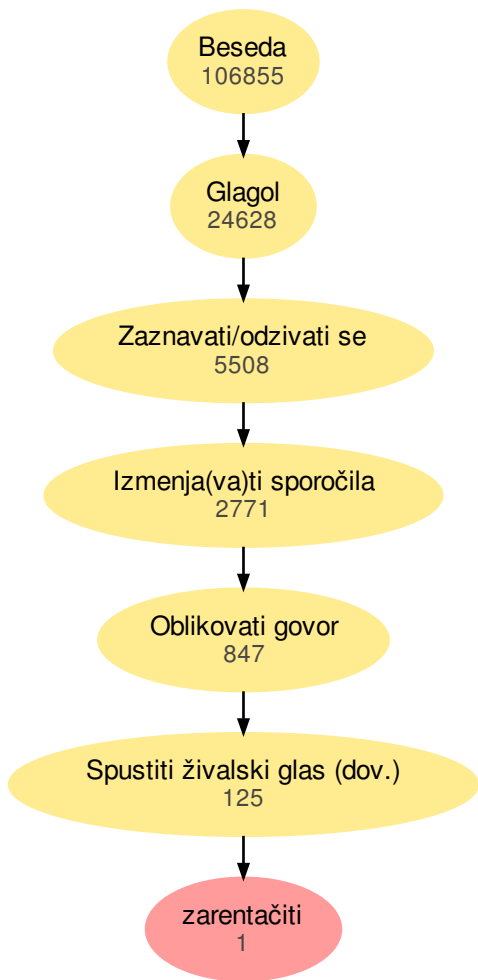 Beseda
106855
Glagol
24628
Zaznavati/odzivati se
5508
Izmenja(va)ti sporočila
2771
Oblikovati govor
847
Spustiti živalski glas (dov.)
125
zarentačiti
1